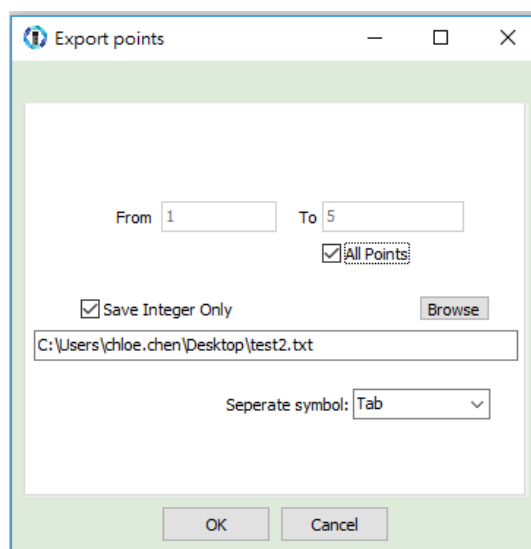 Export points
From 1 To 5
All Points
Save Integer Only Browse
C:\Users\chloe.chen\Desktop\test2.txt
Seperate symbol: Tab
OK Cancel